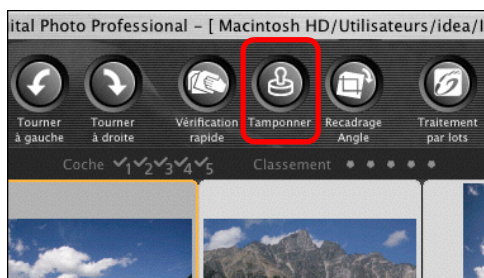 ital Photo Professional – [ Macintosh HD/Utilisateurs/idea/I
Tourner à gauche
Tourner à droite
Vérification rapide
Tamponner
Recadrage Angle
Traitement par lots
Coche 1 2 3 4 5 Classement